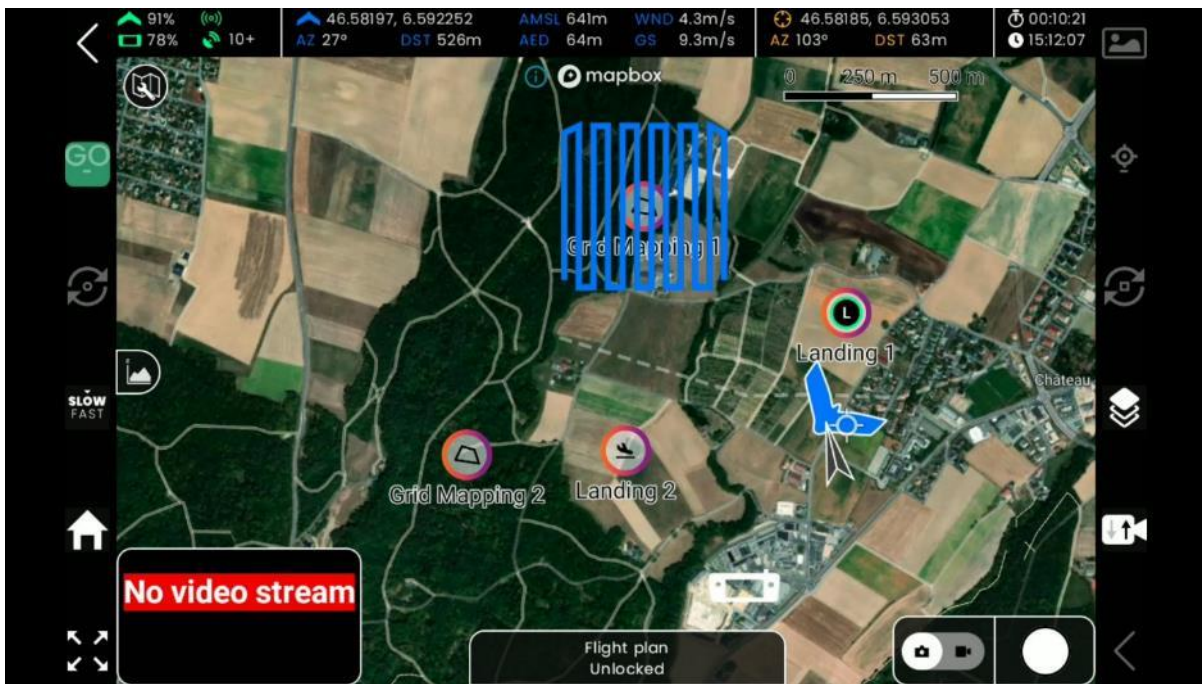 91%
78% 10+
46.58197, 6.592252 AMSL 641m WND 4.3m/s
AZ 27° DST 526m AED 64m GS 9.3m/s
46.58185, 6.593053
AZ 103° DST 63m
00:10:21
15:12:07
mapbox
0 250 m 500 m
GO
Grid Mapping 1
L
Landing 1
Château
SLOW
FAST
Grid Mapping 2
Landing 2
No video stream
Flight plan
Unlocked